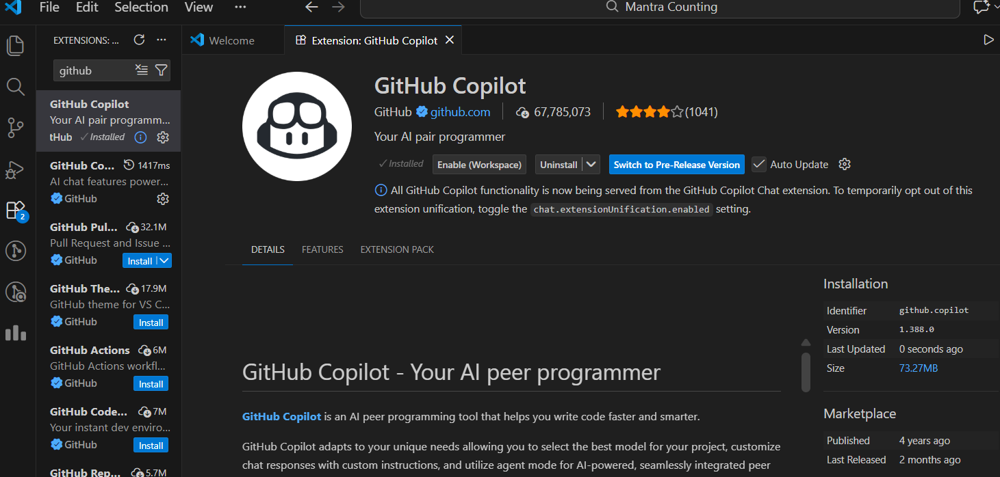 File Edit Selection View ··· Mantra Counting
EXTENSIONS: ...
github
GitHub Copilot
Your AI pair programm...
tHub Installed
GitHub Co... 1417ms
AI chat features power...
GitHub
GitHub Pul... 32.1M
Pull Request and Issue ...
GitHub Install
GitHub The... 17.9M
GitHub theme for VS C...
GitHub Install
GitHub Actions 6M
GitHub Actions workfl...
GitHub Install
GitHub Code... 7M
Your instant dev enviro...
GitHub Install
GitHub Rep... 5.7M
2
Welcome
Extension: GitHub Copilot
GitHub Copilot
GitHub github.com 67,785,073 (1041)
Your AI pair programmer
Installed Enable (Workspace) Uninstall Switch to Pre-Release Version Auto Update
All GitHub Copilot functionality is now being served from the GitHub Copilot Chat extension. To temporarily opt out of this
extension unification, toggle the chat.extensionUnification.enabled setting.
DETAILS FEATURES EXTENSION PACK
GitHub Copilot - Your AI peer programmer
GitHub Copilot is an AI peer programming tool that helps you write code faster and smarter.
GitHub Copilot adapts to your unique needs allowing you to select the best model for your project, customize
chat responses with custom instructions, and utilize agent mode for AI-powered, seamlessly integrated peer
Installation
Identifier github.copilot
Version 1.388.0
Last Updated 0 seconds ago
Size 73.27MB
Marketplace
Published 4 years ago
Last Released 2 months ago